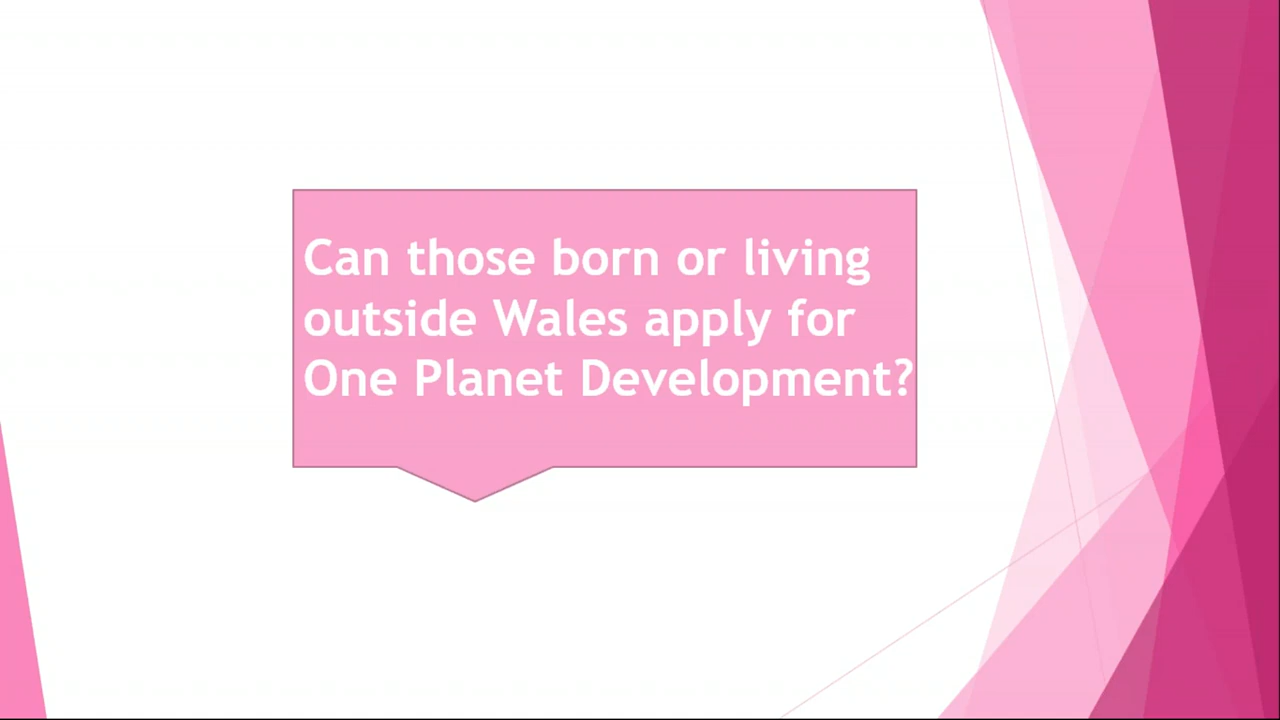 Can those born or living
outside Wales apply for
One Planet Development?